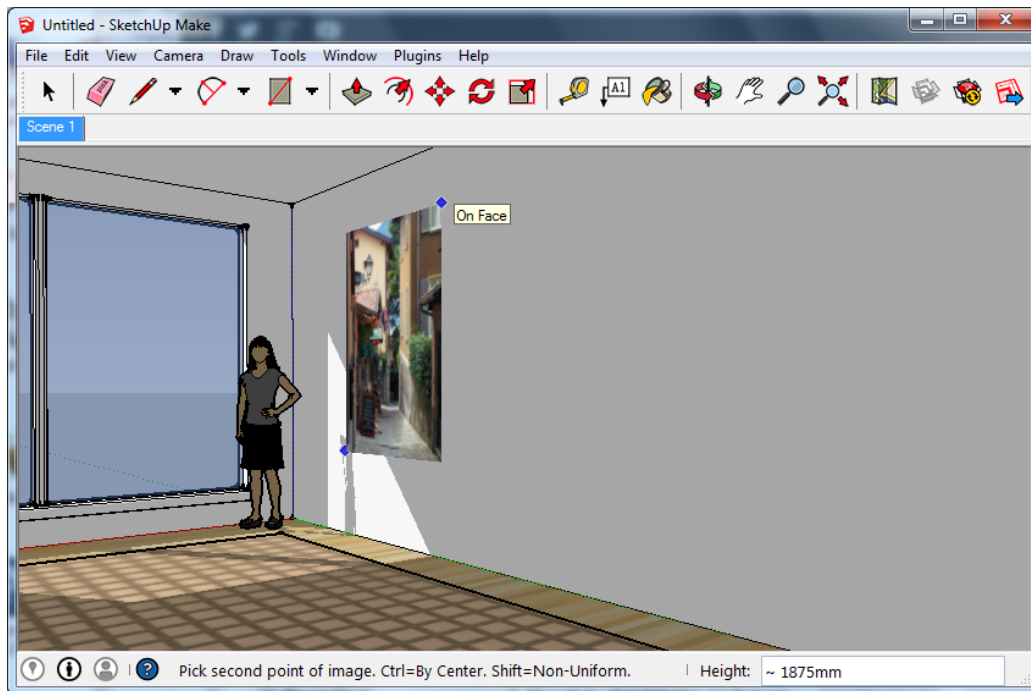 Untitled - SketchUp Make
File Edit View Camera Draw Tools Window Plugins Help
A1
Scene 1
On Face
Pick second point of image. Ctrl=By Center. Shift=Non-Uniform. Height: ~ 1875mm